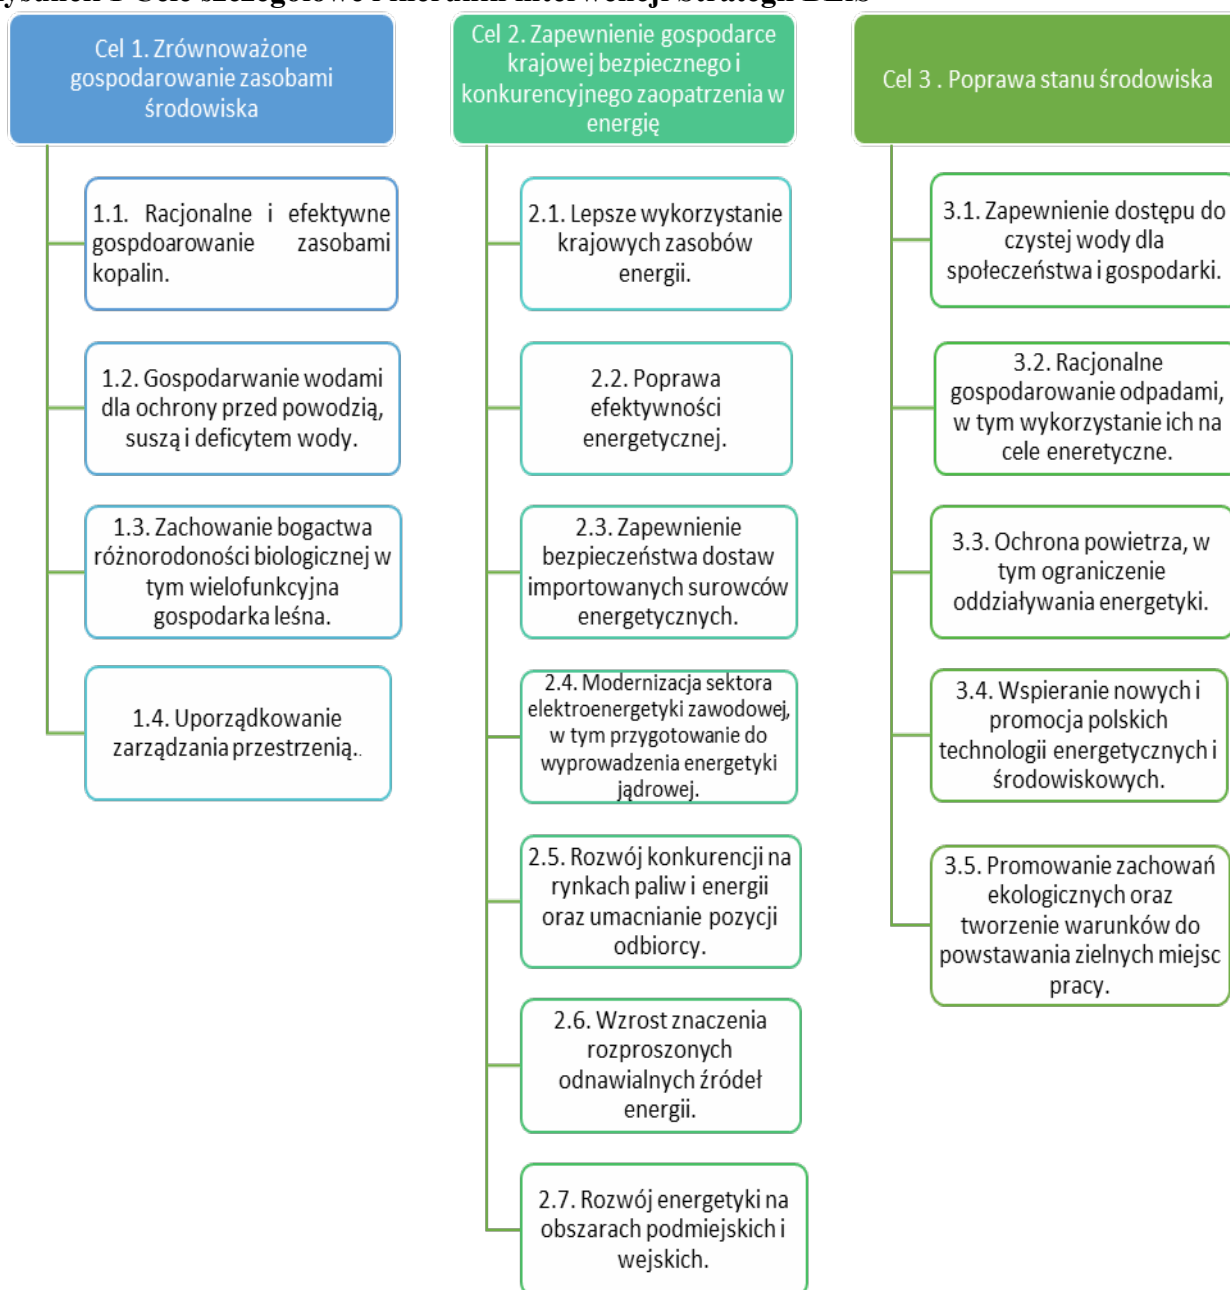 Cel 1. Zrównoważone
gospodarowanie zasobami
środowiska
1.1. Racjonalne i efektywne
gospdoarowanie zasobami
kopalin.
1.2. Gospodarwanie wodami
dla ochrony przed powodzią,
suszą i deficytem wody.
1.3. Zachowanie bogactwa
różnorodoności biologicznej w
tym wielofunkcyjna
gospodarka leśna.
1.4. Uporządkowanie
zarządzania przestrzenią..
Cel 2. Zapewnienie gospodarce
krajowej bezpiecznego i
konkurencyjnego zaopatrzenia w
energię
2.1. Lepsze wykorzystanie
krajowych zasobów
energii.
2.2. Poprawa
efektywności
energetycznej.
2.3. Zapewnienie
bezpieczeństwa dostaw
importowanych surowców
energetycznych.
2.4. Modernizacja sektora
elektroenergetyki zawodowej,
w tym przygotowanie do
wyprowadzenia energetyki
jądrowej.
2.5. Rozwój konkurencji na
rynkach paliw i energii
oraz umacnianie pozycji
odbiorcy.
2.6. Wzrost znaczenia
rozproszonych
odnawialnych źródeł
energii.
2.7. Rozwój energetyki na
obszarach podmiejskich i
wejskich.
Cel 3 . Poprawa stanu środowiska
3.1. Zapewnienie dostępu do
czystej wody dla
społeczeństwa i gospodarki.
3.2. Racjonalne
gospodarowanie odpadami,
w tym wykorzystanie ich na
cele eneretyczne.
3.3. Ochrona powietrza, w
tym ograniczenie
oddziaływania energetyki.
3.4. Wspieranie nowych i
promocja polskich
technologii energetycznych i
środowiskowych.
3.5. Promowanie zachowań
ekologicznych oraz
tworzenie warunków do
powstawania zielnych miejsc
pracy.